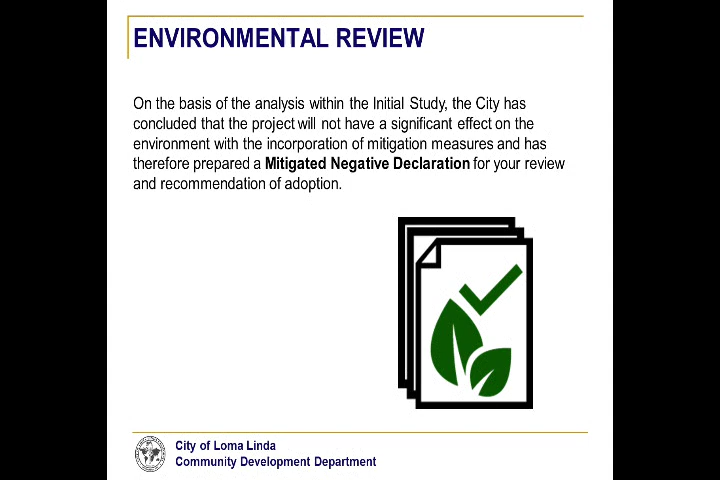 ENVIRONMENTAL REVIEW
On the basis of the analysis within the Initial Study, the City has
concluded that the project will not have a significant effect on the
environment with the incorporation of mitigation measures and has
therefore prepared a Mitigated Negative Declaration for your review
and recommendation of adoption.
City of Loma Linda
Community Development Department